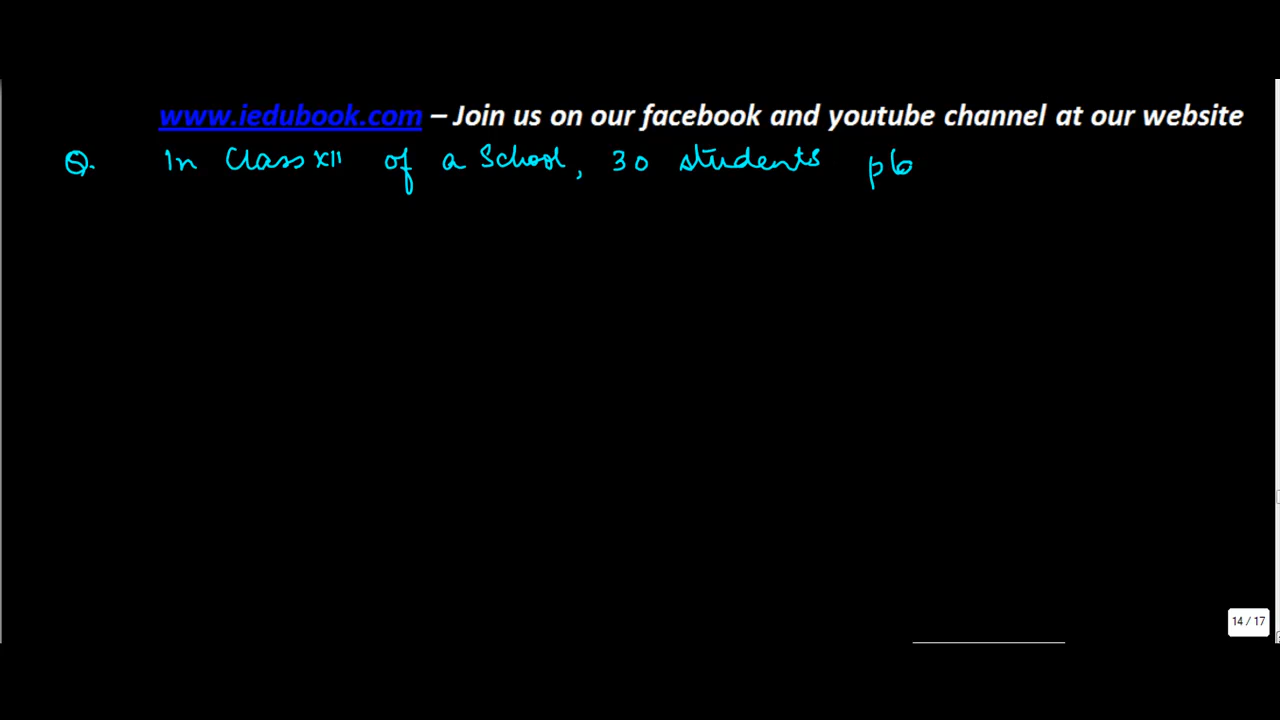 www.iedubook.com – Join us on our facebook and youtube channel at our website
Q. In Class XII of a School, 30 students
14 / 17